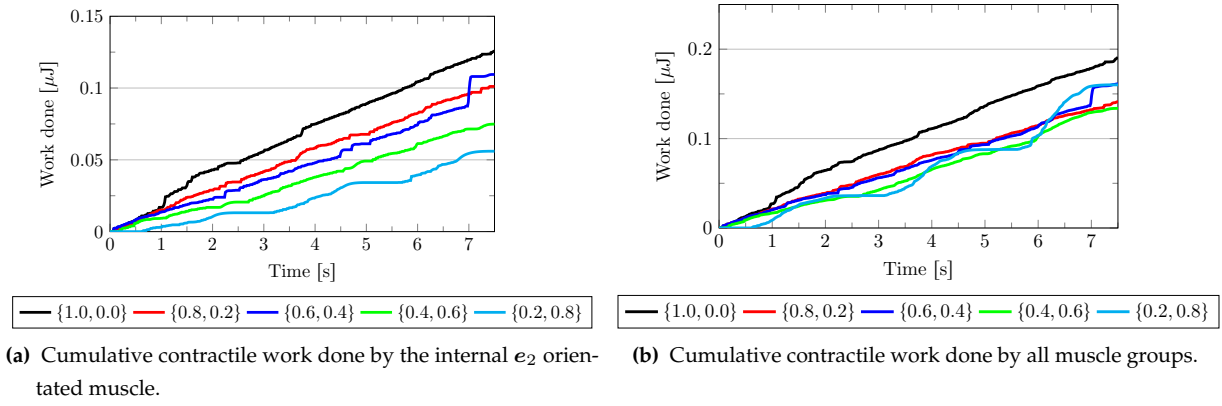 0.15
0.1
0.05
0
0 1 2 3 4 5 6 7
Work done [μJ]
Time [s]
{1.0, 0.0} {0.8, 0.2} {0.6, 0.4} {0.4, 0.6} {0.2, 0.8}
(a) Cumulative contractile work done by the internal e₂ orien-
tated muscle.
0.2
0.1
0
0 1 2 3 4 5 6 7
Work done [μJ]
Time [s]
{1.0, 0.0} {0.8, 0.2} {0.6, 0.4} {0.4, 0.6} {0.2, 0.8}
(b) Cumulative contractile work done by all muscle groups.